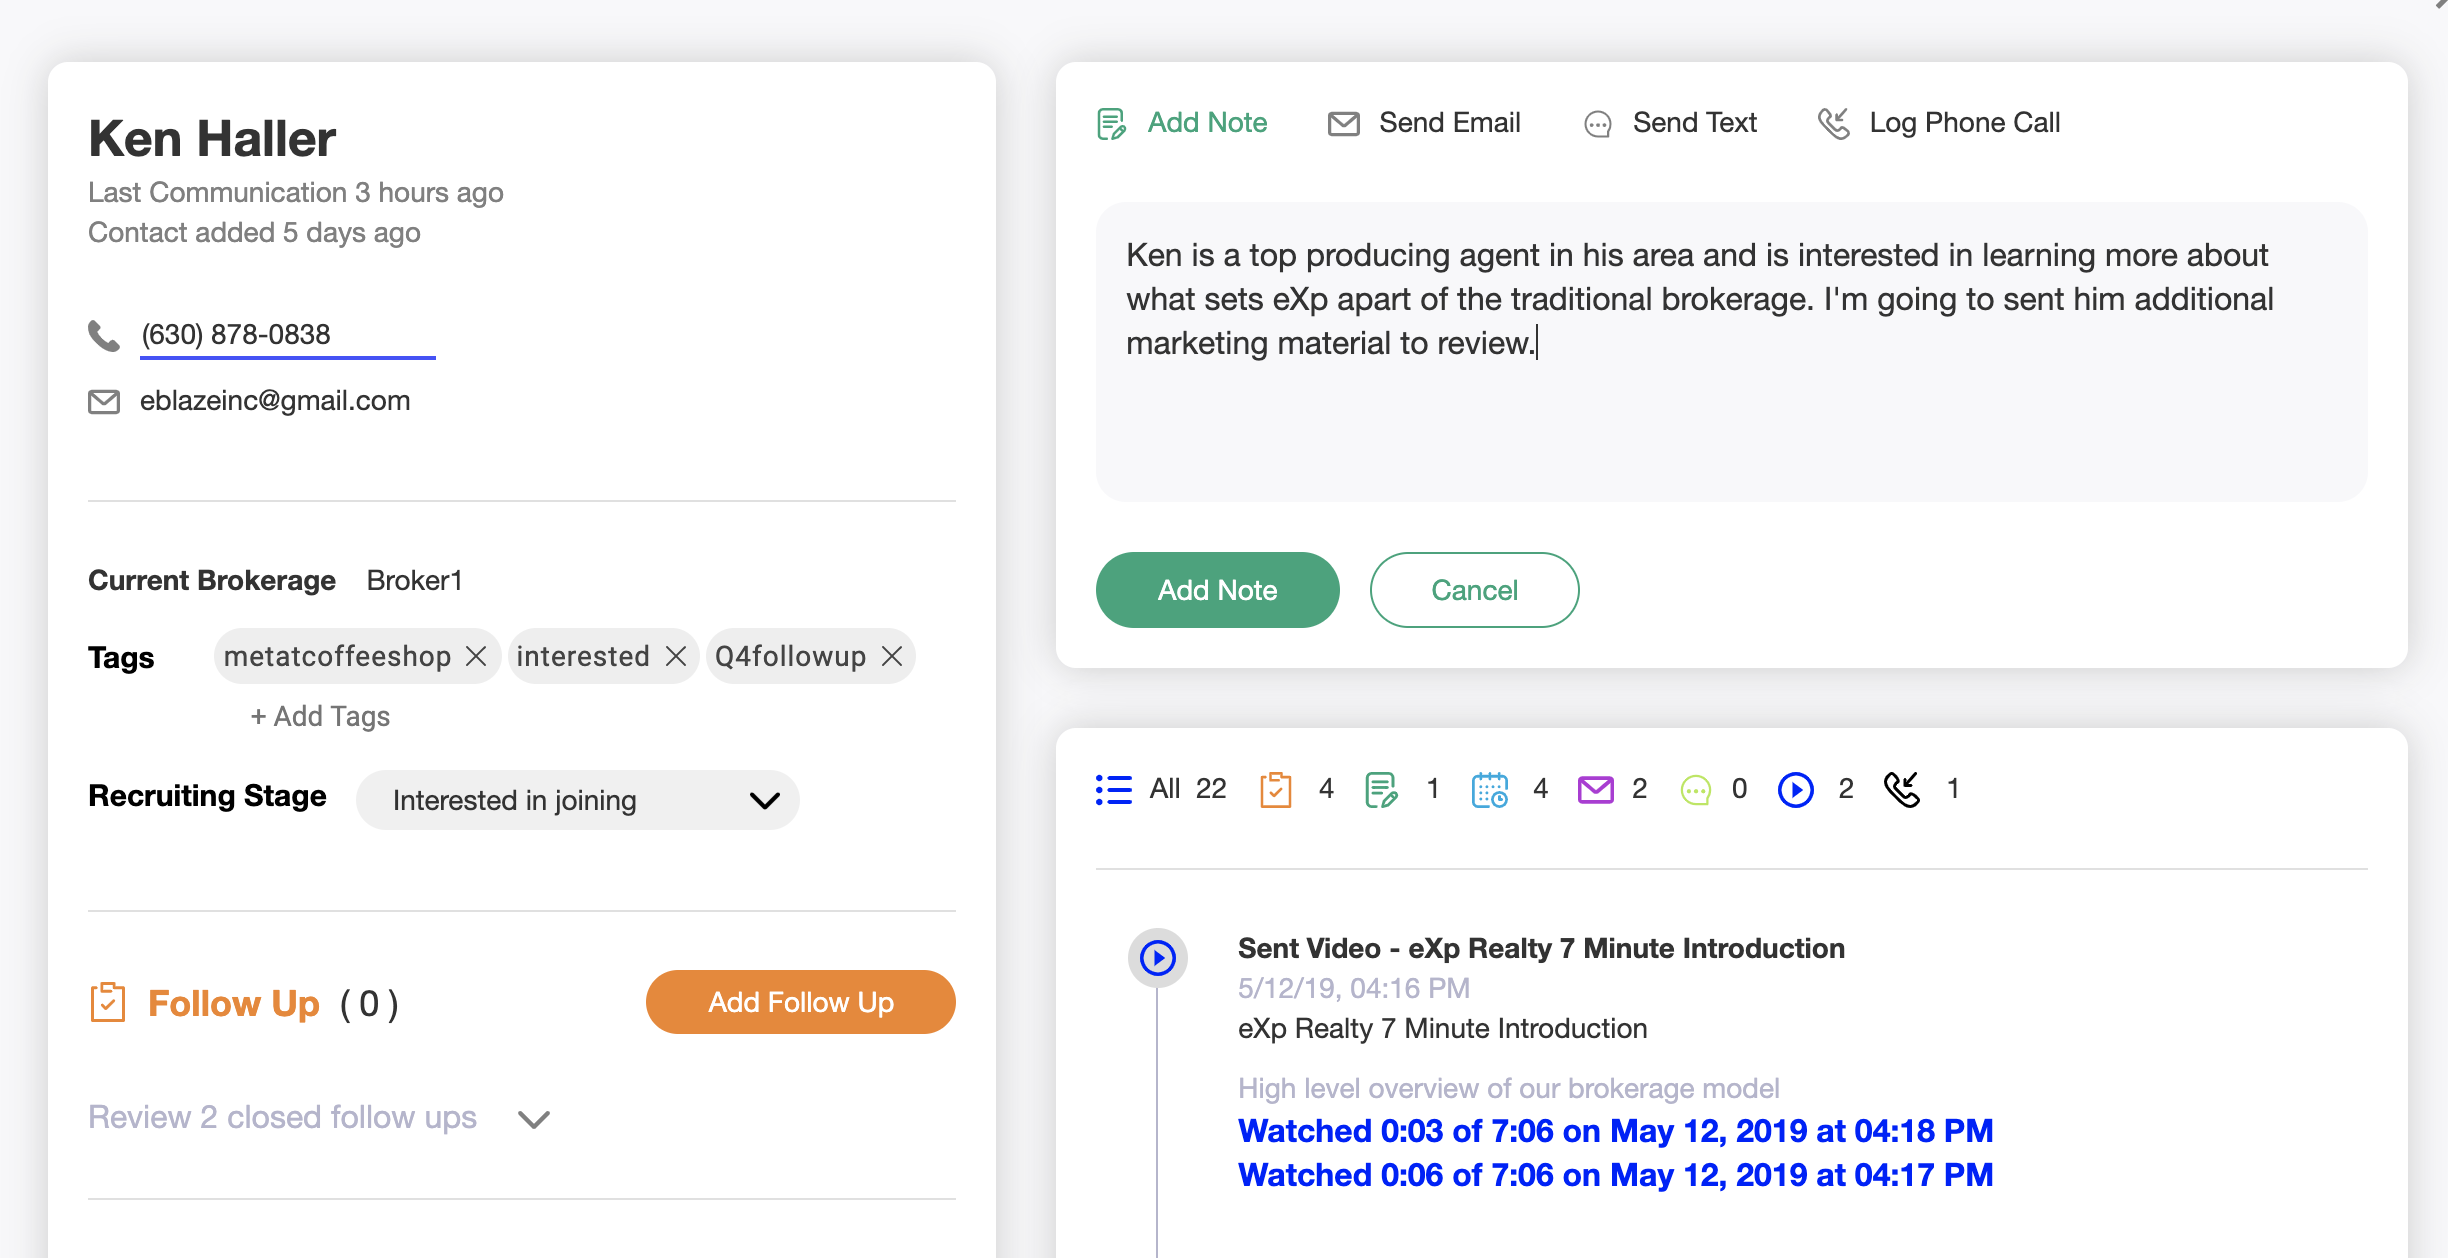 Ken Haller
Last Communication 3 hours ago
Contact added 5 days ago
(630) 878-0838
eblazeinc@gmail.com
Current Brokerage Broker1
Tags metatcoffeeshop interested Q4followup
+ Add Tags
Recruiting Stage Interested in joining
Follow Up ( 0 ) Add Follow Up
Review 2 closed follow ups
Add Note Send Email Send Text Log Phone Call
Ken is a top producing agent in his area and is interested in learning more about
what sets eXp apart of the traditional brokerage. I'm going to sent him additional
marketing material to review.
Add Note Cancel
All 22 4 1 4 2 0 2 1
Sent Video - eXp Realty 7 Minute Introduction
5/12/19, 04:16 PM
eXp Realty 7 Minute Introduction
High level overview of our brokerage model
Watched 0:03 of 7:06 on May 12, 2019 at 04:18 PM
Watched 0:06 of 7:06 on May 12, 2019 at 04:17 PM